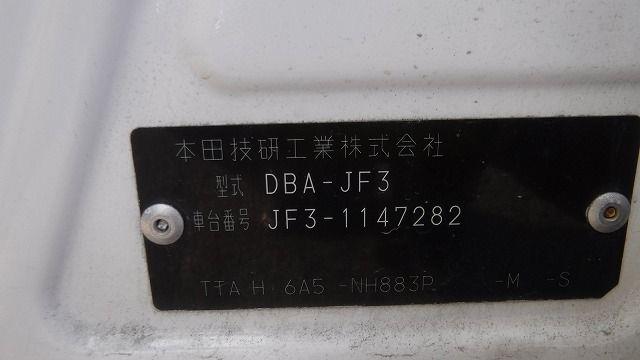 本田技研工業株式会社
型式 DBA-JF3
車台番号 JF3-1147282
TTA H 6A5 -NH883P -M -S